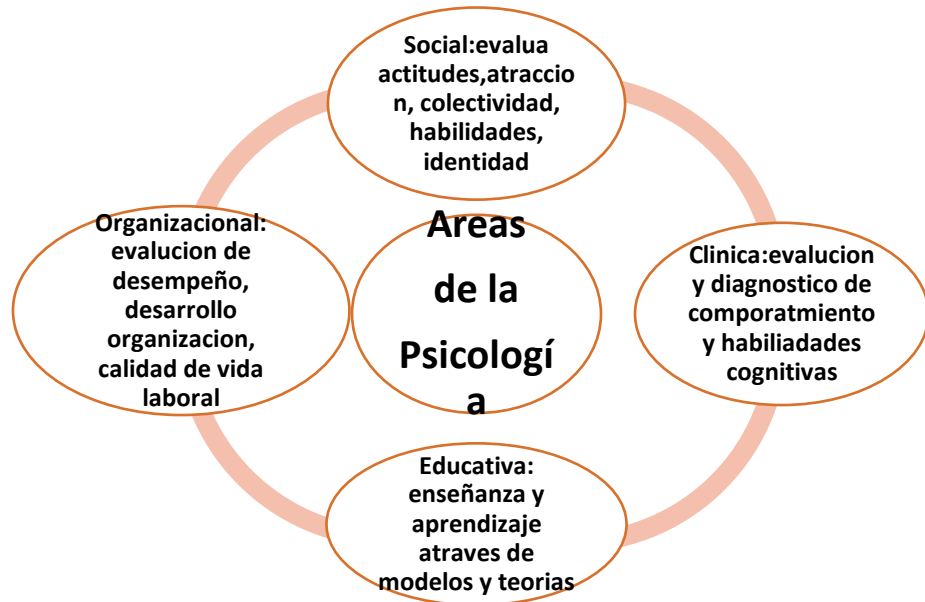 Social:evalua
actitudes,atraccio
n, colectividad,
habilidades,
identidad
Organizacional:
evalucion de
desempeño,
desarrollo
organizacion,
calidad de vida
laboral
Areas
de la
Psicologí
a
Clinica:evalucion
y diagnostico de
comporatmiento
y habiliadades
cognitivas
Educativa:
enseñanza y
aprendizaje
atraves de
modelos y teorias